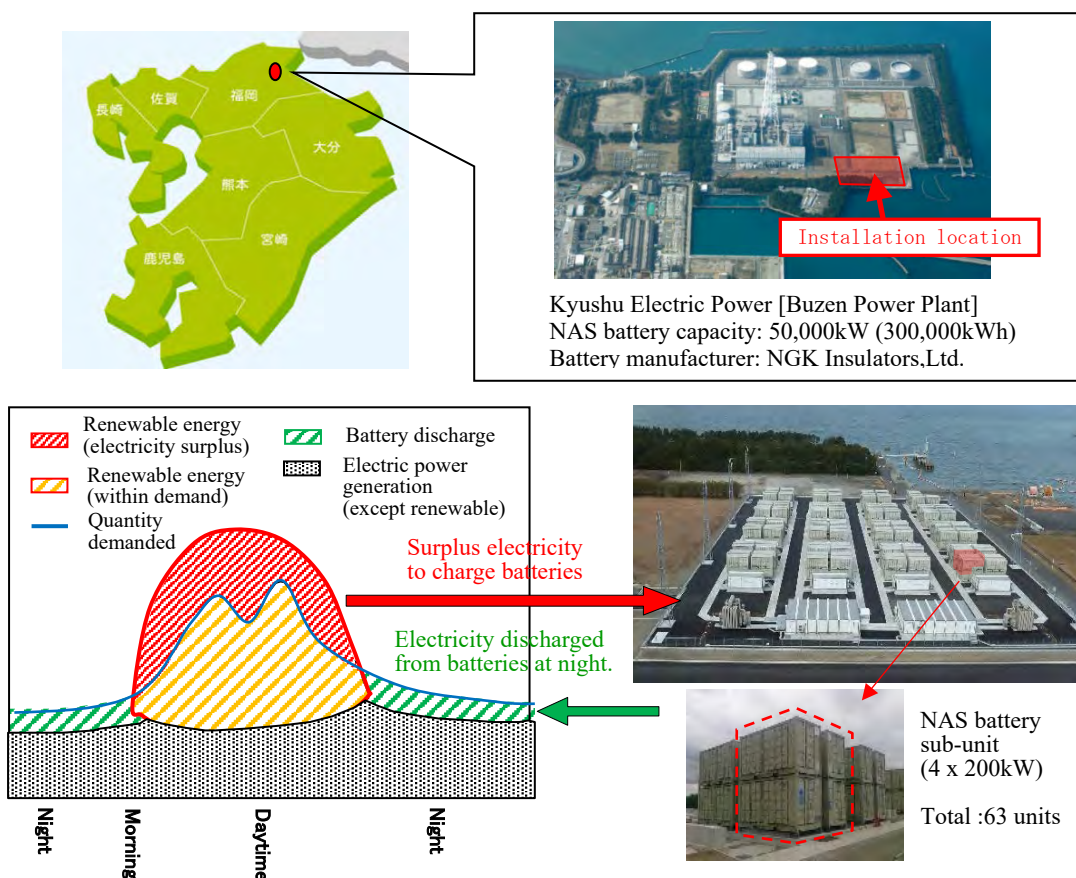 福岡
佐賀
長崎
大分
熊本
宮崎
鹿児島
Installation location
Kyushu Electric Power [Buzen Power Plant]
NAS battery capacity: 50,000kW (300,000kWh)
Battery manufacturer: NGK Insulators,Ltd.
Renewable energy
(electricity surplus)
Renewable energy
(within demand)
Quantity
demanded
Battery discharge
Electric power
generation
(except renewable)
Surplus electricity
to charge batteries
Electricity discharged
from batteries at night.
Night
Morning
Daytime
Night
NAS battery
sub-unit
(4 x 200kW)
Total :63 units